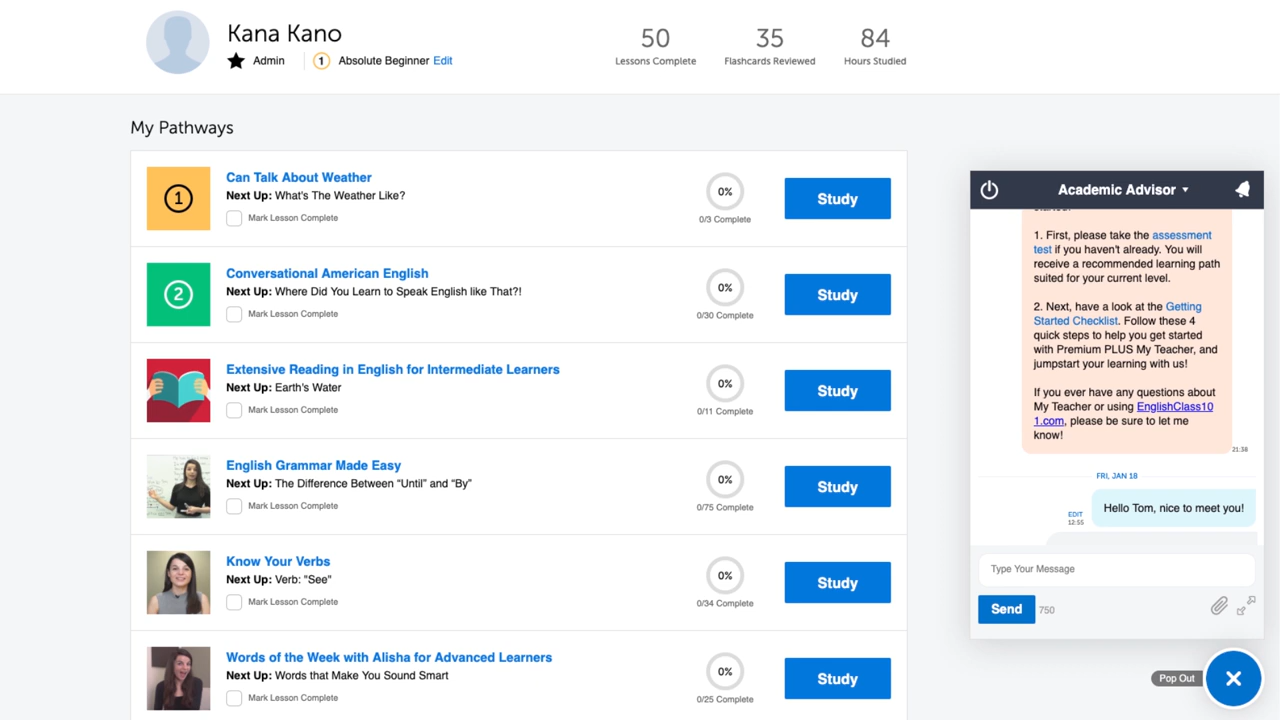 Kana Kano
Admin
1
Absolute Beginner Edit
50
Lessons Complete
35
Flashcards Reviewed
84
Hours Studied
My Pathways
1
Can Talk About Weather
Next Up: What's The Weather Like?
Mark Lesson Complete
0%
0/3 Complete
Study
2
Conversational American English
Next Up: Where Did You Learn to Speak English like That?!
Mark Lesson Complete
0%
0/30 Complete
Study
Extensive Reading in English for Intermediate Learners
Next Up: Earth's Water
Mark Lesson Complete
0%
0/11 Complete
Study
English Grammar Made Easy
Next Up: The Difference Between “Until” and “By”
Mark Lesson Complete
0%
0/75 Complete
Study
Know Your Verbs
Next Up: Verb: “See”
Mark Lesson Complete
0%
0/34 Complete
Study
Words of the Week with Alisha for Advanced Learners
Next Up: Words that Make You Sound Smart
Mark Lesson Complete
0%
0/25 Complete
Study
Academic Advisor
1. First, please take the assessment
test if you haven't already. You will
receive a recommended learning path
suited for your current level.
2. Next, have a look at the Getting
Started Checklist. Follow these 4
quick steps to help you get started
with Premium PLUS My Teacher, and
jumpstart your learning with us!
If you ever have any questions about
My Teacher or using EnglishClass10
1.com, please be sure to let me
know!
21:38
FRI, JAN 18
Hello Tom, nice to meet you!
EDIT
12:55
Type Your Message
Send
750
Pop Out